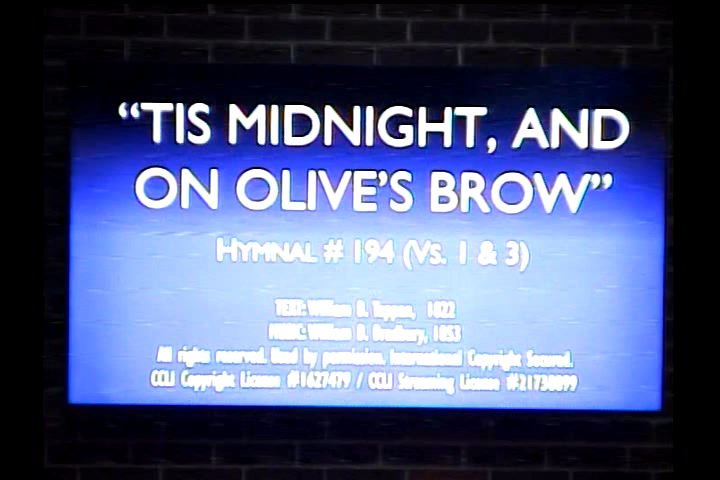 “TIS MIDNIGHT, AND
ON OLIVE’S BROW”
HYMNAL # 194 (VS. 1 & 3)
TEXT: William B. Tappan, 1822
MUSIC: William B. Bradbury, 1853
All rights reserved. Used by permission. International Copyright Secured.
CCLI Copyright License #1627479 / CCLI Streaming License #21738099